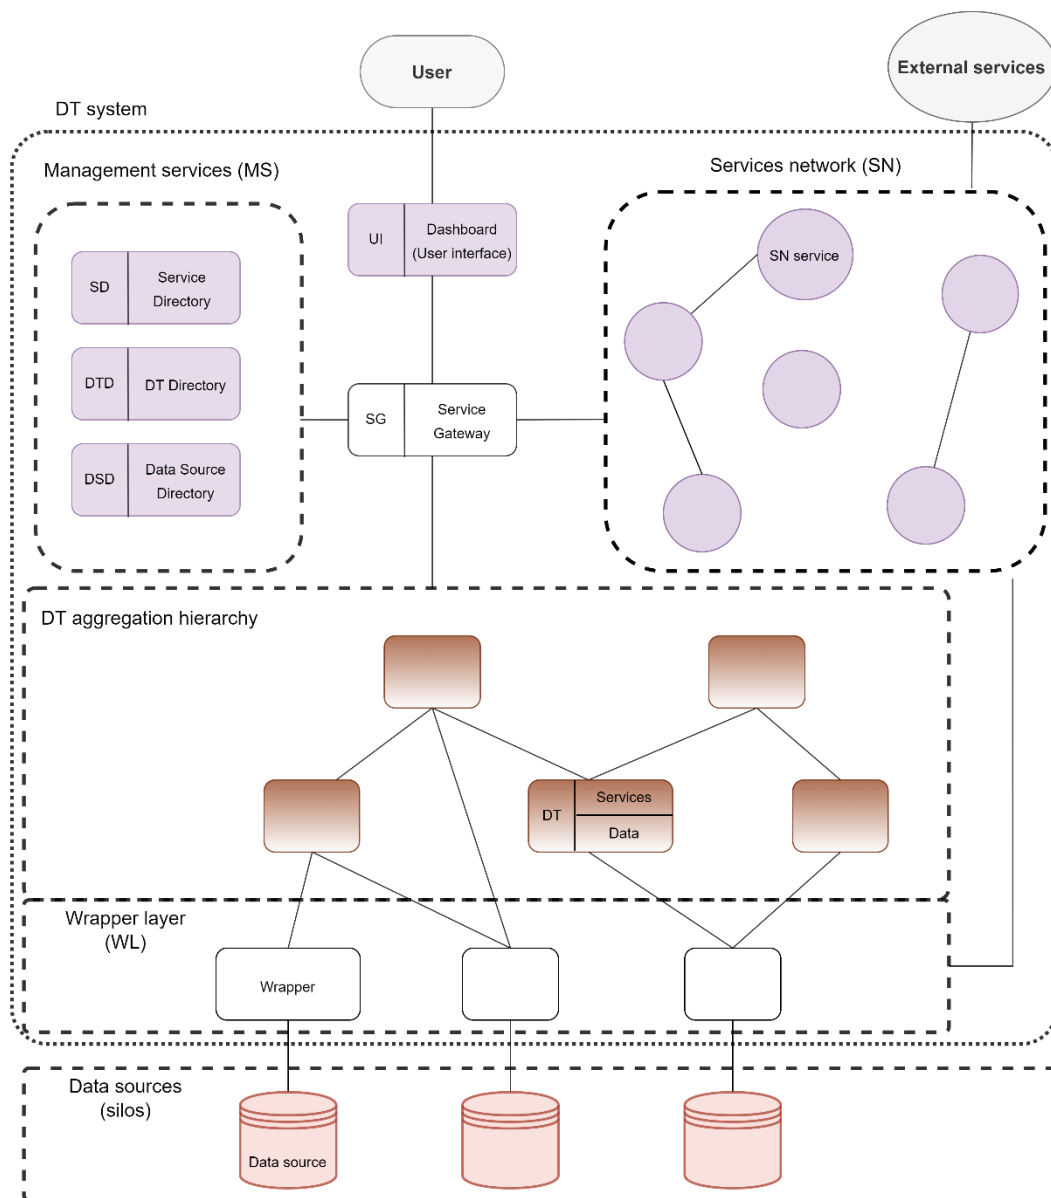 User
External services
DT system
Management services (MS)
Services network (SN)
UI
Dashboard
(User interface)
SN service
SD
Service
Directory
DTD
DT Directory
SG
Service
Gateway
DSD
Data Source
Directory
DT aggregation hierarchy
DT
Services
Data
Wrapper layer
(WL)
Wrapper
Data sources
(silos)
Data source